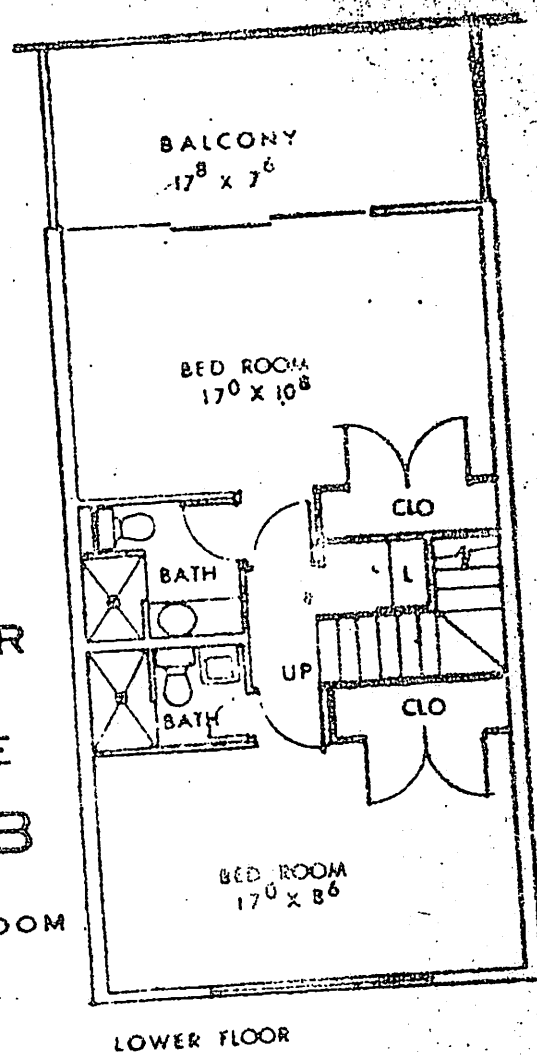 BALCONY
17⁸ X 7⁶
BED ROOM
17⁰ X 10⁸
CLO
BATH
L
R
UP
BATH
CLO
E
B
BED ROOM
17⁰ X 8⁶
OOM
LOWER FLOOR